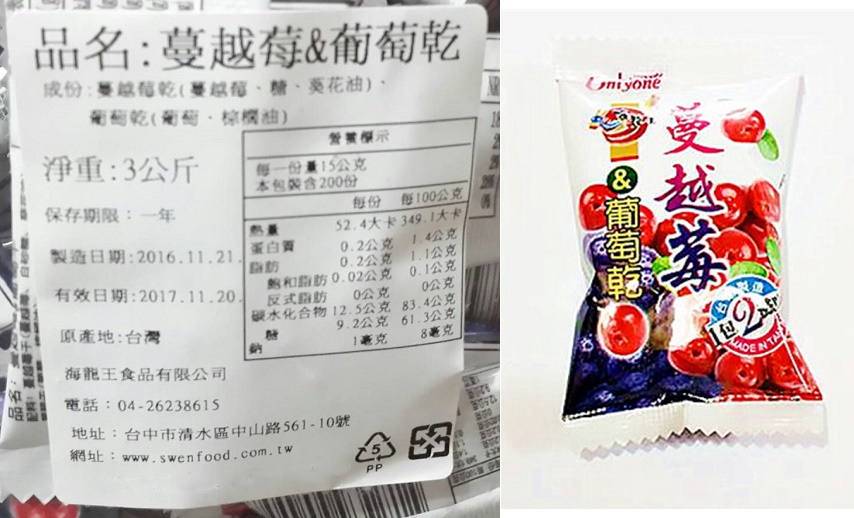 品名:蔓越莓&葡萄乾
成份:蔓越莓乾(蔓越莓、糖、葵花油)、
葡萄乾(葡萄、棕櫚油)
淨重:3公斤
保存期限:一年
製造日期:2016.11.21.
有效日期:2017.11.20.
原產地:台灣
海龍王食品有限公司
電話:04-26238615
地址:台中市清水區中山路561-10號
網址:www.swenfood.com.tw
營養標示
每一份量15公克
本包裝含200份
每份 每100公克
熱量 52.4大卡 349.1大卡
蛋白質 0.2公克 1.4公克
脂肪 0.2公克 1.1公克
飽和脂肪 0.02公克 0.1公克
反式脂肪 0公克 0公克
碳水化合物 12.5公克 83.4公克
糖 9.2公克 61.3公克
鈉 1毫克 8毫克
5
PP
Onlyone
蔓越莓
&葡萄乾
製造
1包2
MADE IN TA